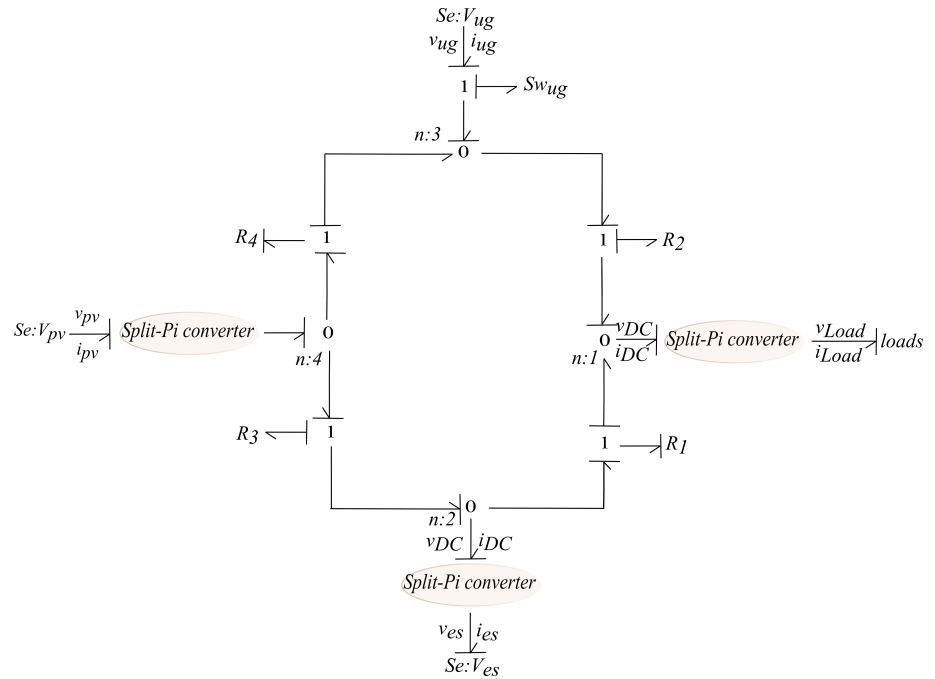 Se:Vug
vug iug
1 Swug
n:3
0
R4 1
1 R2
vpv
Se:Vpv Split-Pi converter 0
ipv
n:4
vDC
0 Split-Pi converter
iDC
n:1
vLoad
iLoad loads
R3 1
1 R1
0
n:2
vDC iDC
Split-Pi converter
ves ies
Se:Ves